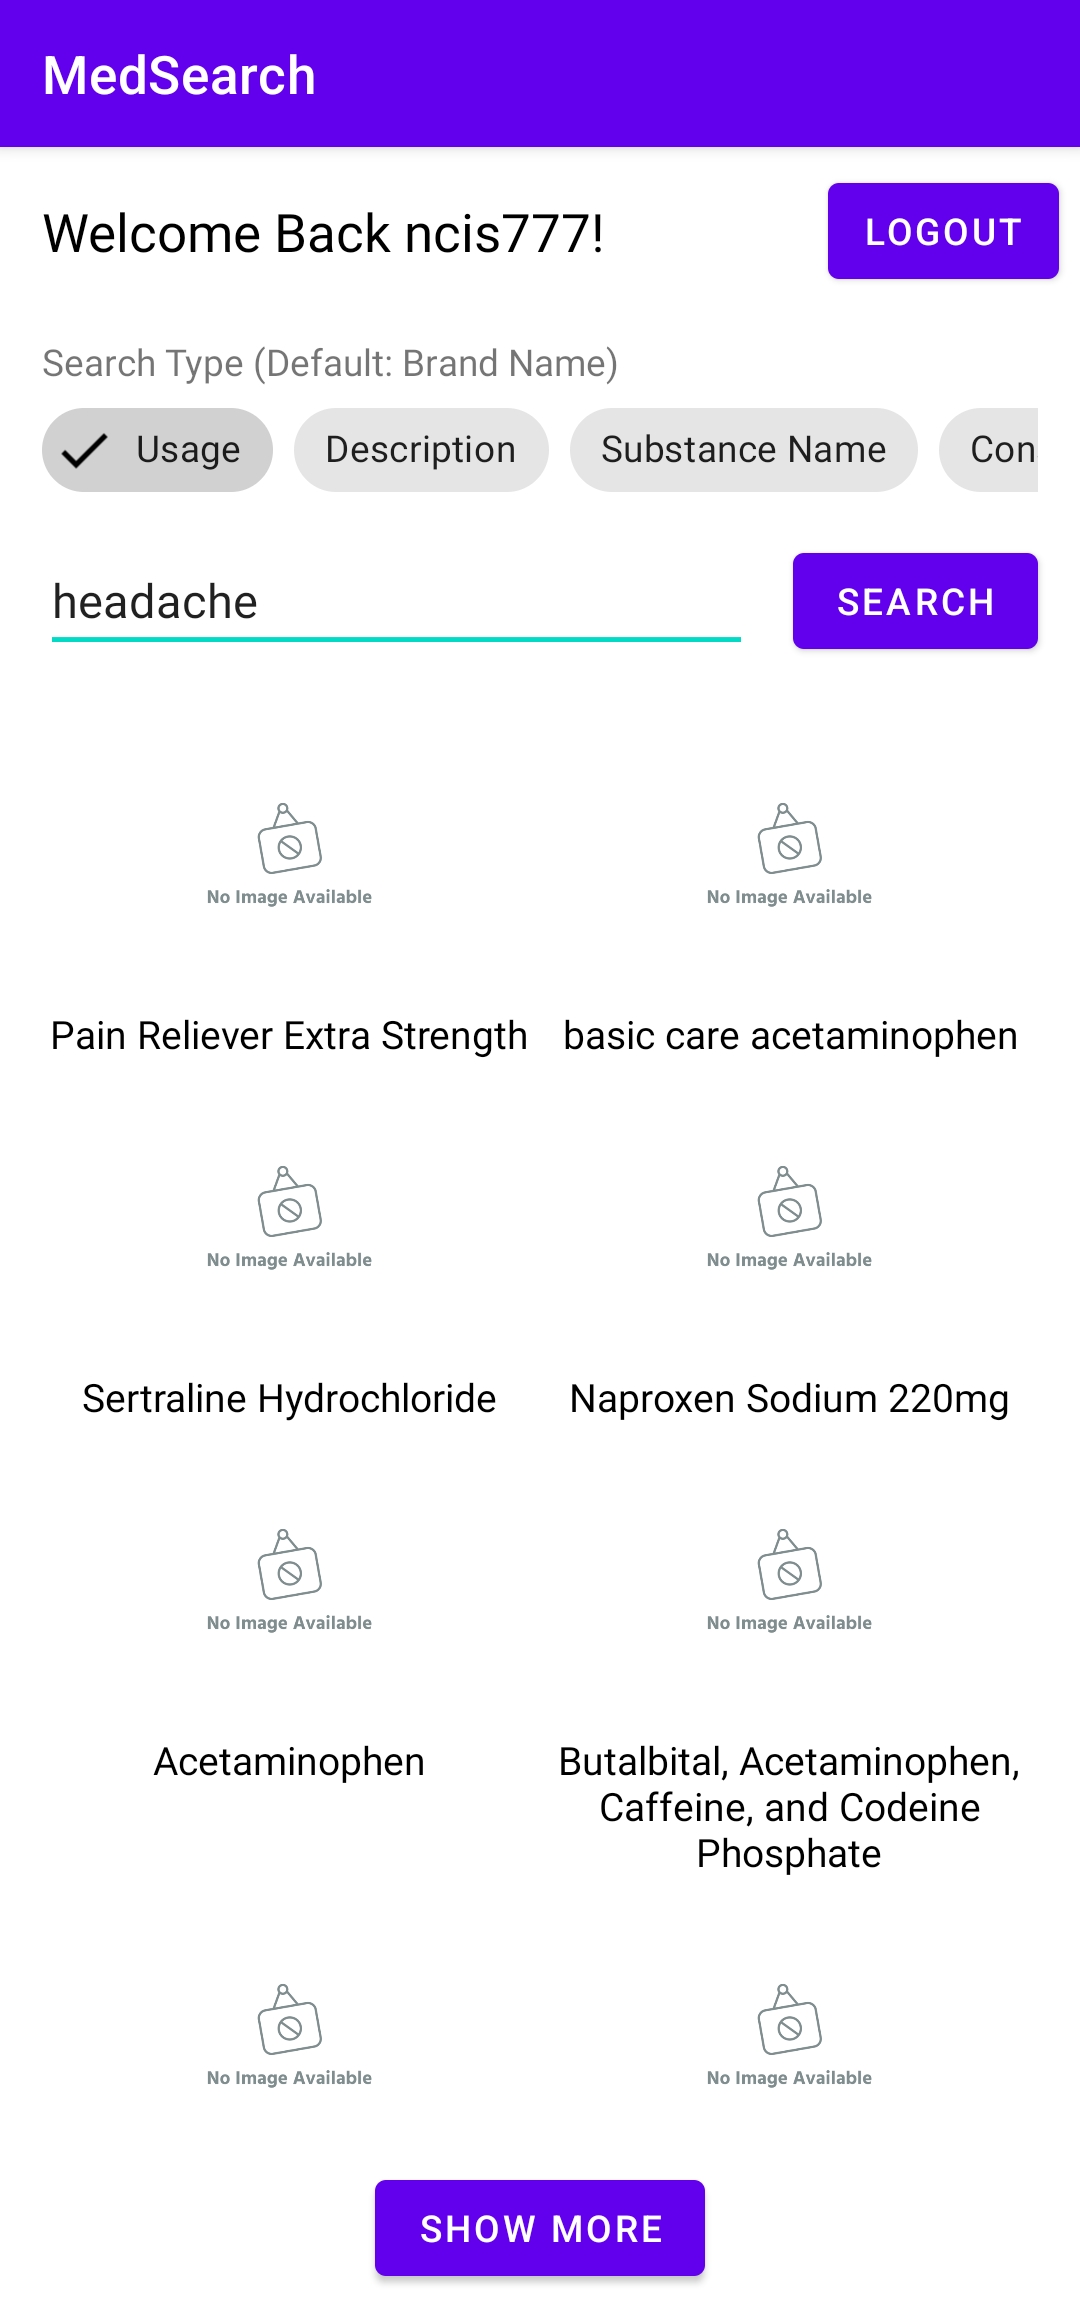 MedSearch
Welcome Back ncis777!
LOGOUT
Search Type (Default: Brand Name)
Usage
Description
Substance Name
Con
headache
SEARCH
No Image Available
No Image Available
Pain Reliever Extra Strength
basic care acetaminophen
No Image Available
No Image Available
Sertraline Hydrochloride
Naproxen Sodium 220mg
No Image Available
No Image Available
Acetaminophen
Butalbital, Acetaminophen,
Caffeine, and Codeine
Phosphate
No Image Available
No Image Available
SHOW MORE